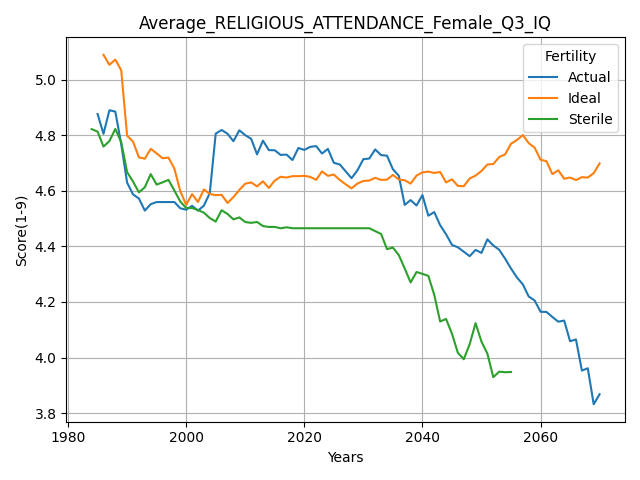 Average_RELIGIOUS_ATTENDANCE_Female_Q3_IQ
Fertility
Actual
Ideal
Sterile
Score(1-9)
5.0
4.8
4.6
4.4
4.2
4.0
3.8
1980 2000 2020 2040 2060
Years